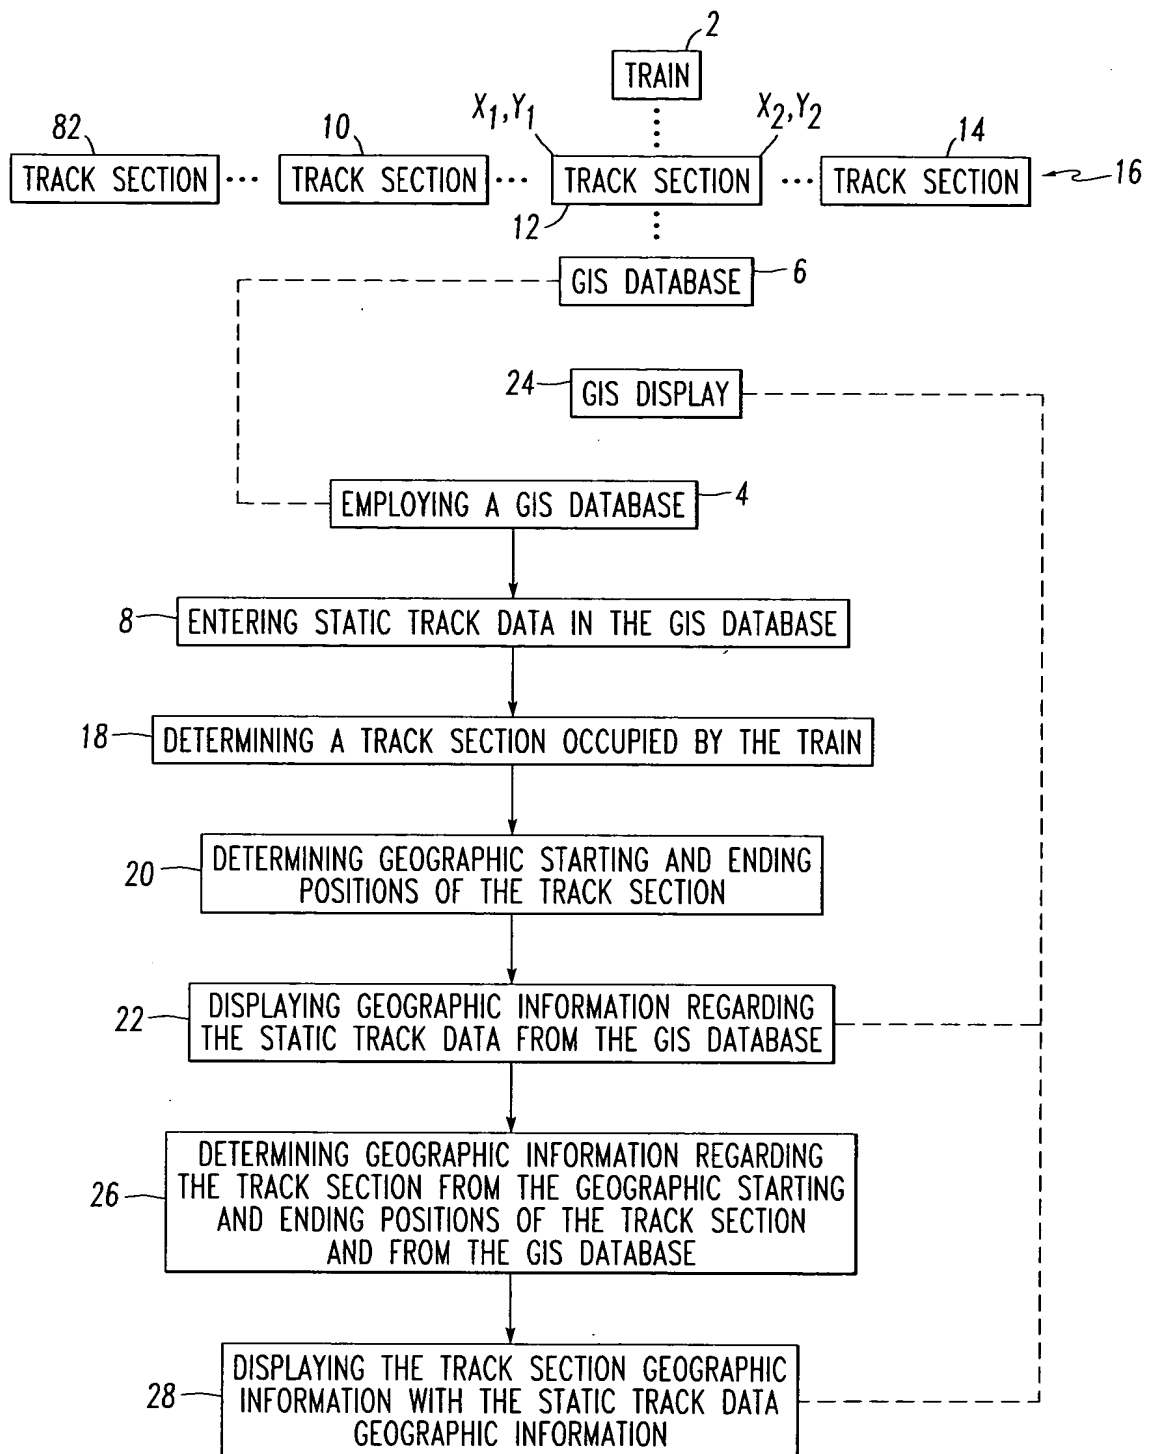 2
TRAIN
X1,Y1
X2,Y2
82
10
14
TRACK SECTION ... TRACK SECTION ... TRACK SECTION ... TRACK SECTION
16
12
GIS DATABASE
6
24
GIS DISPLAY
EMPLOYING A GIS DATABASE
4
8
ENTERING STATIC TRACK DATA IN THE GIS DATABASE
18
DETERMINING A TRACK SECTION OCCUPIED BY THE TRAIN
20
DETERMINING GEOGRAPHIC STARTING AND ENDING
POSITIONS OF THE TRACK SECTION
22
DISPLAYING GEOGRAPHIC INFORMATION REGARDING
THE STATIC TRACK DATA FROM THE GIS DATABASE
26
DETERMINING GEOGRAPHIC INFORMATION REGARDING
THE TRACK SECTION FROM THE GEOGRAPHIC STARTING
AND ENDING POSITIONS OF THE TRACK SECTION
AND FROM THE GIS DATABASE
28
DISPLAYING THE TRACK SECTION GEOGRAPHIC
INFORMATION WITH THE STATIC TRACK DATA
GEOGRAPHIC INFORMATION